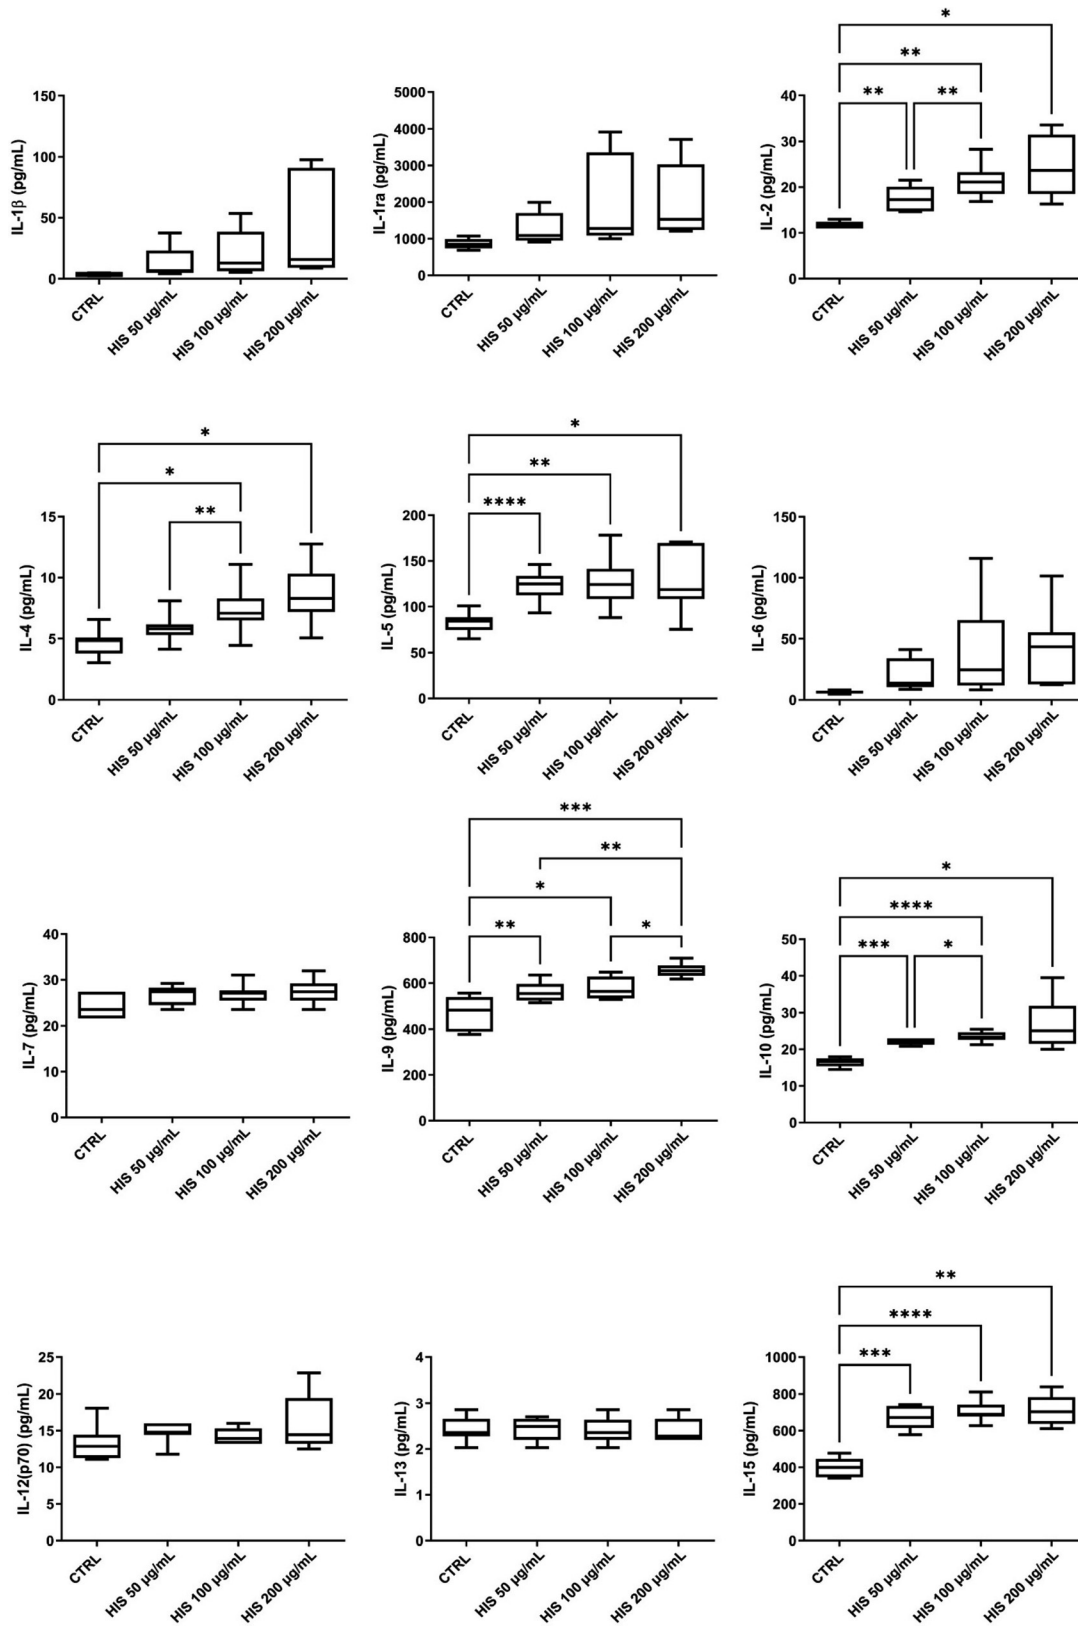 IL-1β (pg/mL)
150
100
50
0
CTRL
HIS 50 µg/mL
HIS 100 µg/mL
HIS 200 µg/mL
IL-1ra (pg/mL)
5000
4000
3000
2000
1000
0
CTRL
HIS 50 µg/mL
HIS 100 µg/mL
HIS 200 µg/mL
*
**
** **
IL-2 (pg/mL)
40
30
20
10
0
CTRL
HIS 50 µg/mL
HIS 100 µg/mL
HIS 200 µg/mL
*
*
**
IL-4 (pg/mL)
15
10
5
0
CTRL
HIS 50 µg/mL
HIS 100 µg/mL
HIS 200 µg/mL
*
**
****
IL-5 (pg/mL)
200
150
100
50
0
CTRL
HIS 50 µg/mL
HIS 100 µg/mL
HIS 200 µg/mL
IL-6 (pg/mL)
150
100
50
0
CTRL
HIS 50 µg/mL
HIS 100 µg/mL
HIS 200 µg/mL
IL-7 (pg/mL)
40
30
20
10
0
CTRL
HIS 50 µg/mL
HIS 100 µg/mL
HIS 200 µg/mL
***
**
*
** *
IL-9 (pg/mL)
800
600
400
200
0
CTRL
HIS 50 µg/mL
HIS 100 µg/mL
HIS 200 µg/mL
*
****
*** *
IL-10 (pg/mL)
50
40
30
20
10
0
CTRL
HIS 50 µg/mL
HIS 100 µg/mL
HIS 200 µg/mL
IL-12(p70) (pg/mL)
25
20
15
10
5
0
CTRL
HIS 50 µg/mL
HIS 100 µg/mL
HIS 200 µg/mL
IL-13 (pg/mL)
4
3
2
1
0
CTRL
HIS 50 µg/mL
HIS 100 µg/mL
HIS 200 µg/mL
**
****
***
IL-15 (pg/mL)
1000
800
600
400
200
0
CTRL
HIS 50 µg/mL
HIS 100 µg/mL
HIS 200 µg/mL